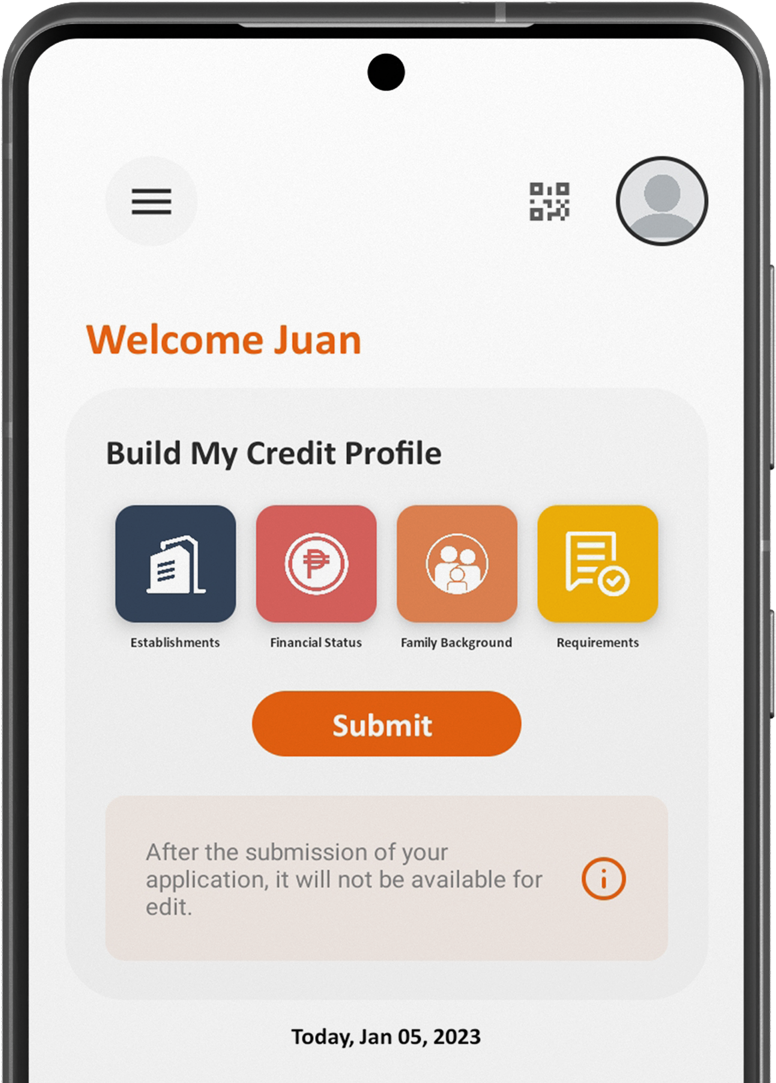 Welcome Juan
Build My Credit Profile
Establishments
Financial Status
Family Background
Requirements
Submit
After the submission of your
application, it will not be available for
edit.
Today, Jan 05, 2023